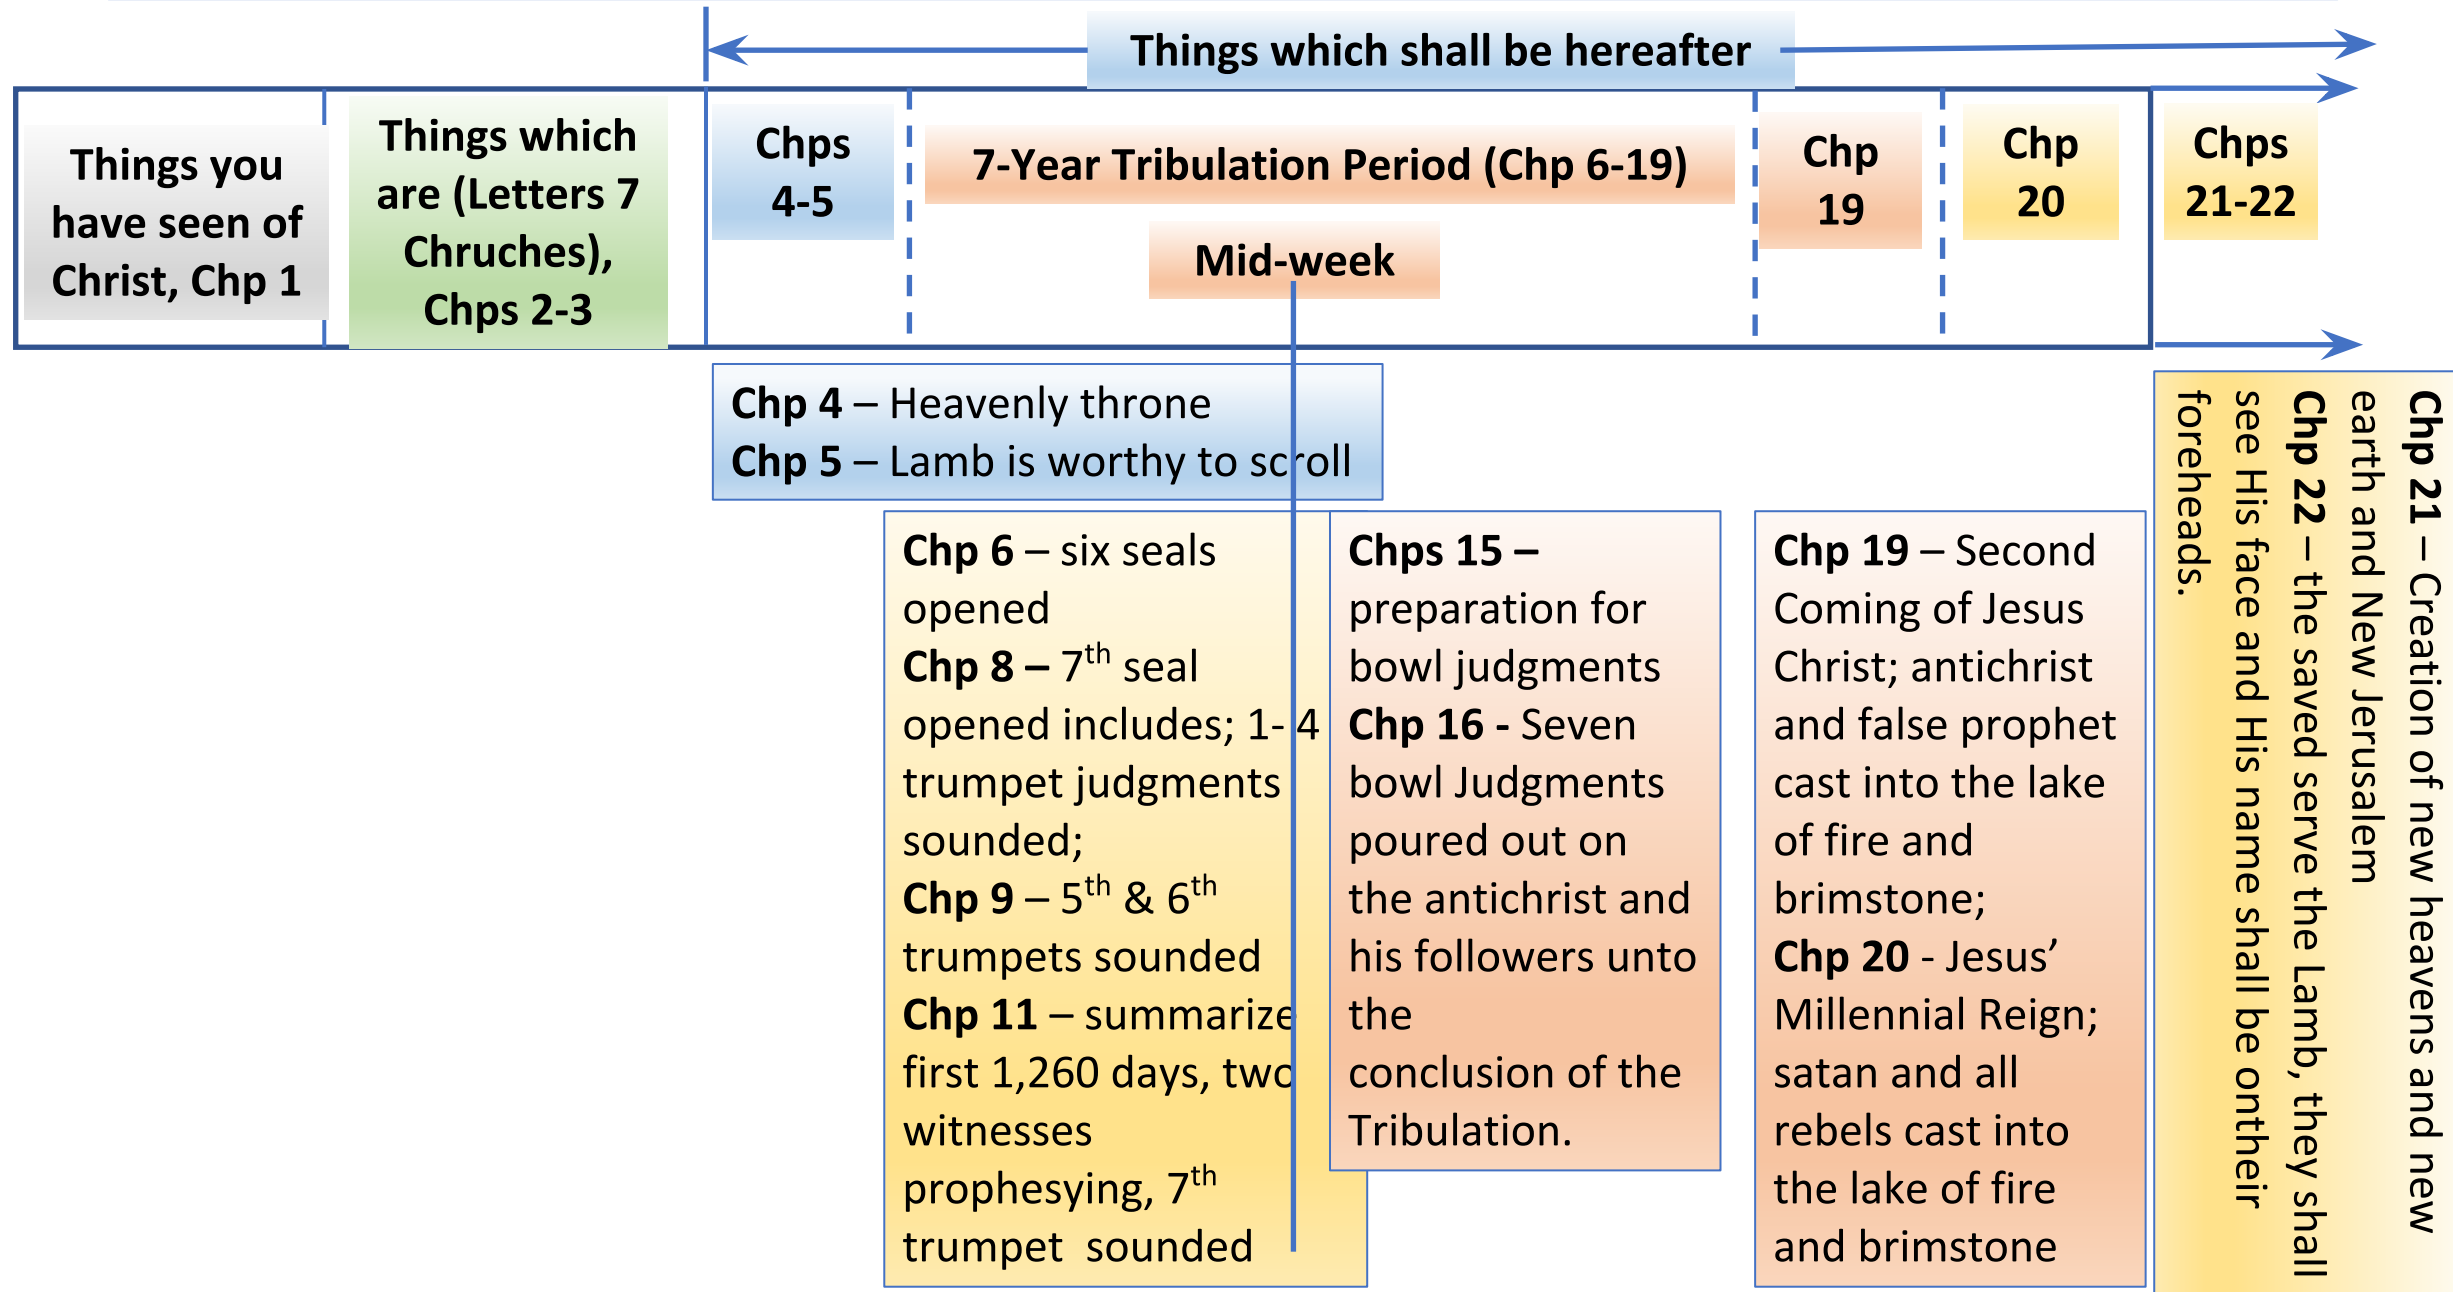 Things which shall be hereafter
Things you
have seen of
Christ, Chp 1
Things which
are (Letters 7
Chruches),
Chps 2-3
Chps
4-5
7-Year Tribulation Period (Chp 6-19)
Mid-week
Chp
19
Chp
20
Chps
21-22
Chp 4 – Heavenly throne
Chp 5 – Lamb is worthy to scroll
Chp 6 – six seals
opened
Chp 8 – 7th seal
opened includes; 1- 4
trumpet judgments
sounded;
Chp 9 – 5th & 6th
trumpets sounded
Chp 11 – summarize
first 1,260 days, two
witnesses
prophesying, 7th
trumpet  sounded
Chps 15 –
preparation for
bowl judgments
Chp 16 - Seven
bowl Judgments
poured out on
the antichrist and
his followers unto
the
conclusion of the
Tribulation.
Chp 19 – Second
Coming of Jesus
Christ; antichrist
and false prophet
cast into the lake
of fire and
brimstone;
Chp 20 - Jesus’
Millennial Reign;
satan and all
rebels cast into
the lake of fire
and brimstone
Chp 21 – Creation of new heavens and new
earth and New Jerusalem
Chp 22 – the saved serve the Lamb, they shall
see His face and His name shall be ontheir
foreheads.